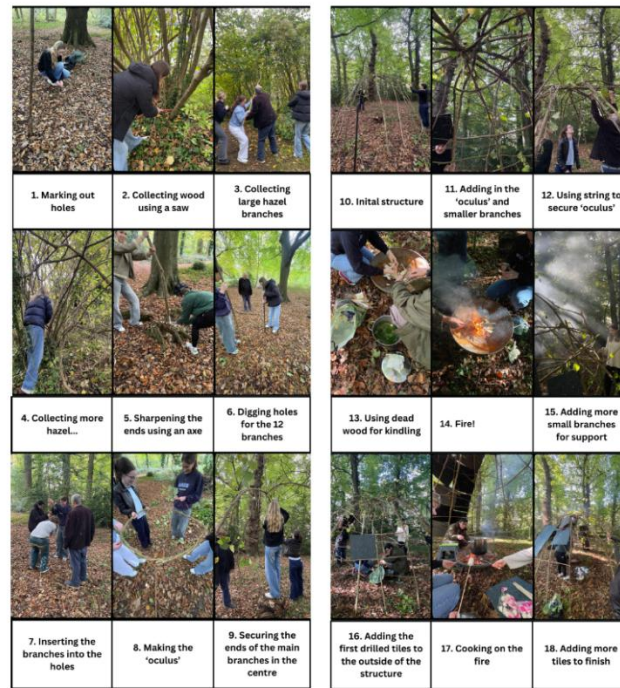 1. Marking out
holes
2. Collecting wood
using a saw
3. Collecting
large hazel
branches
4. Collecting more
hazel...
5. Sharpening the
ends using an axe
6. Digging holes
for the 12
branches
7. Inserting the
branches into the
holes
8. Making the
‘oculus’
9. Securing the
ends of the main
branches in the
centre
10. Inital structure
11. Adding in the
‘oculus’ and
smaller branches
12. Using string to
secure ‘oculus’
13. Using dead
wood for kindling
14. Fire!
15. Adding more
small branches
for support
16. Adding the
first drilled tiles to
the outside of the
structure
17. Cooking on the
fire
18. Adding more
tiles to finish